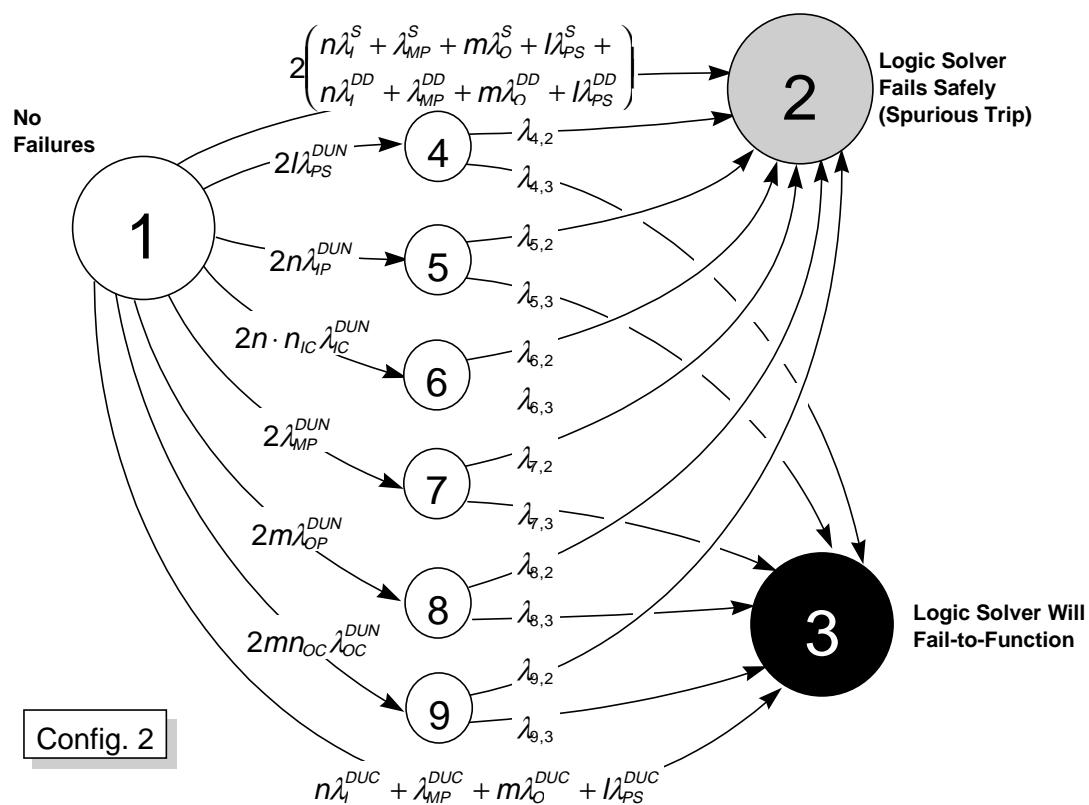 2(nλ_I^S + λ_MP^S + mλ_O^S + lλ_PS^S +
nλ_I^DD + λ_MP^DD + mλ_O^DD + lλ_PS^DD)
No
Failures
1
2
Logic Solver
Fails Safely
(Spurious Trip)
2lλ_PS^DUN
4
λ_4,2
λ_4,3
2nλ_IP^DUN
5
λ_5,2
λ_5,3
2n · n_IC λ_IC^DUN
6
λ_6,2
λ_6,3
2λ_MP^DUN
7
λ_7,2
λ_7,3
2mλ_OP^DUN
8
λ_8,2
λ_8,3
3
Logic Solver Will
Fail-to-Function
2mn_OC λ_OC^DUN
9
λ_9,2
λ_9,3
Config. 2
nλ_I^DUC + λ_MP^DUC + mλ_O^DUC + lλ_PS^DUC